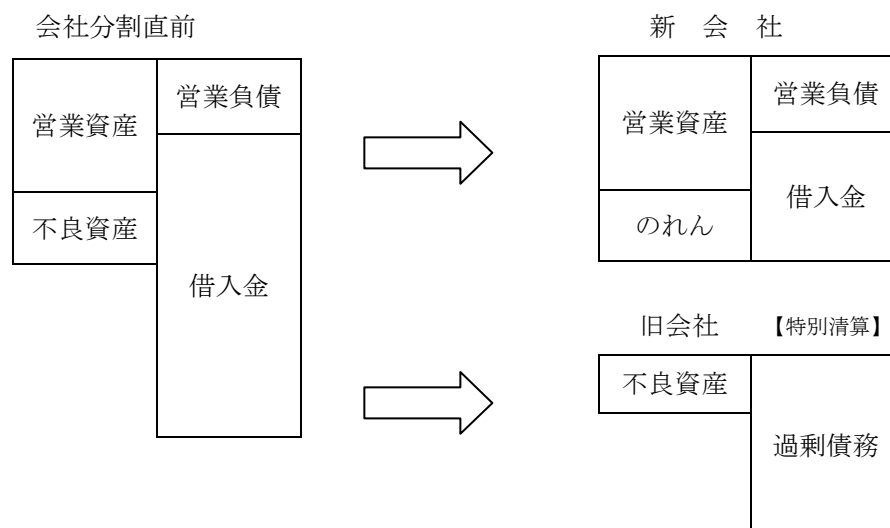 会社分割直前
営業資産
営業負債
不良資産
借入金
新 会 社
営業資産
営業負債
のれん
借入金
旧会社 【特別清算】
不良資産
過剰債務